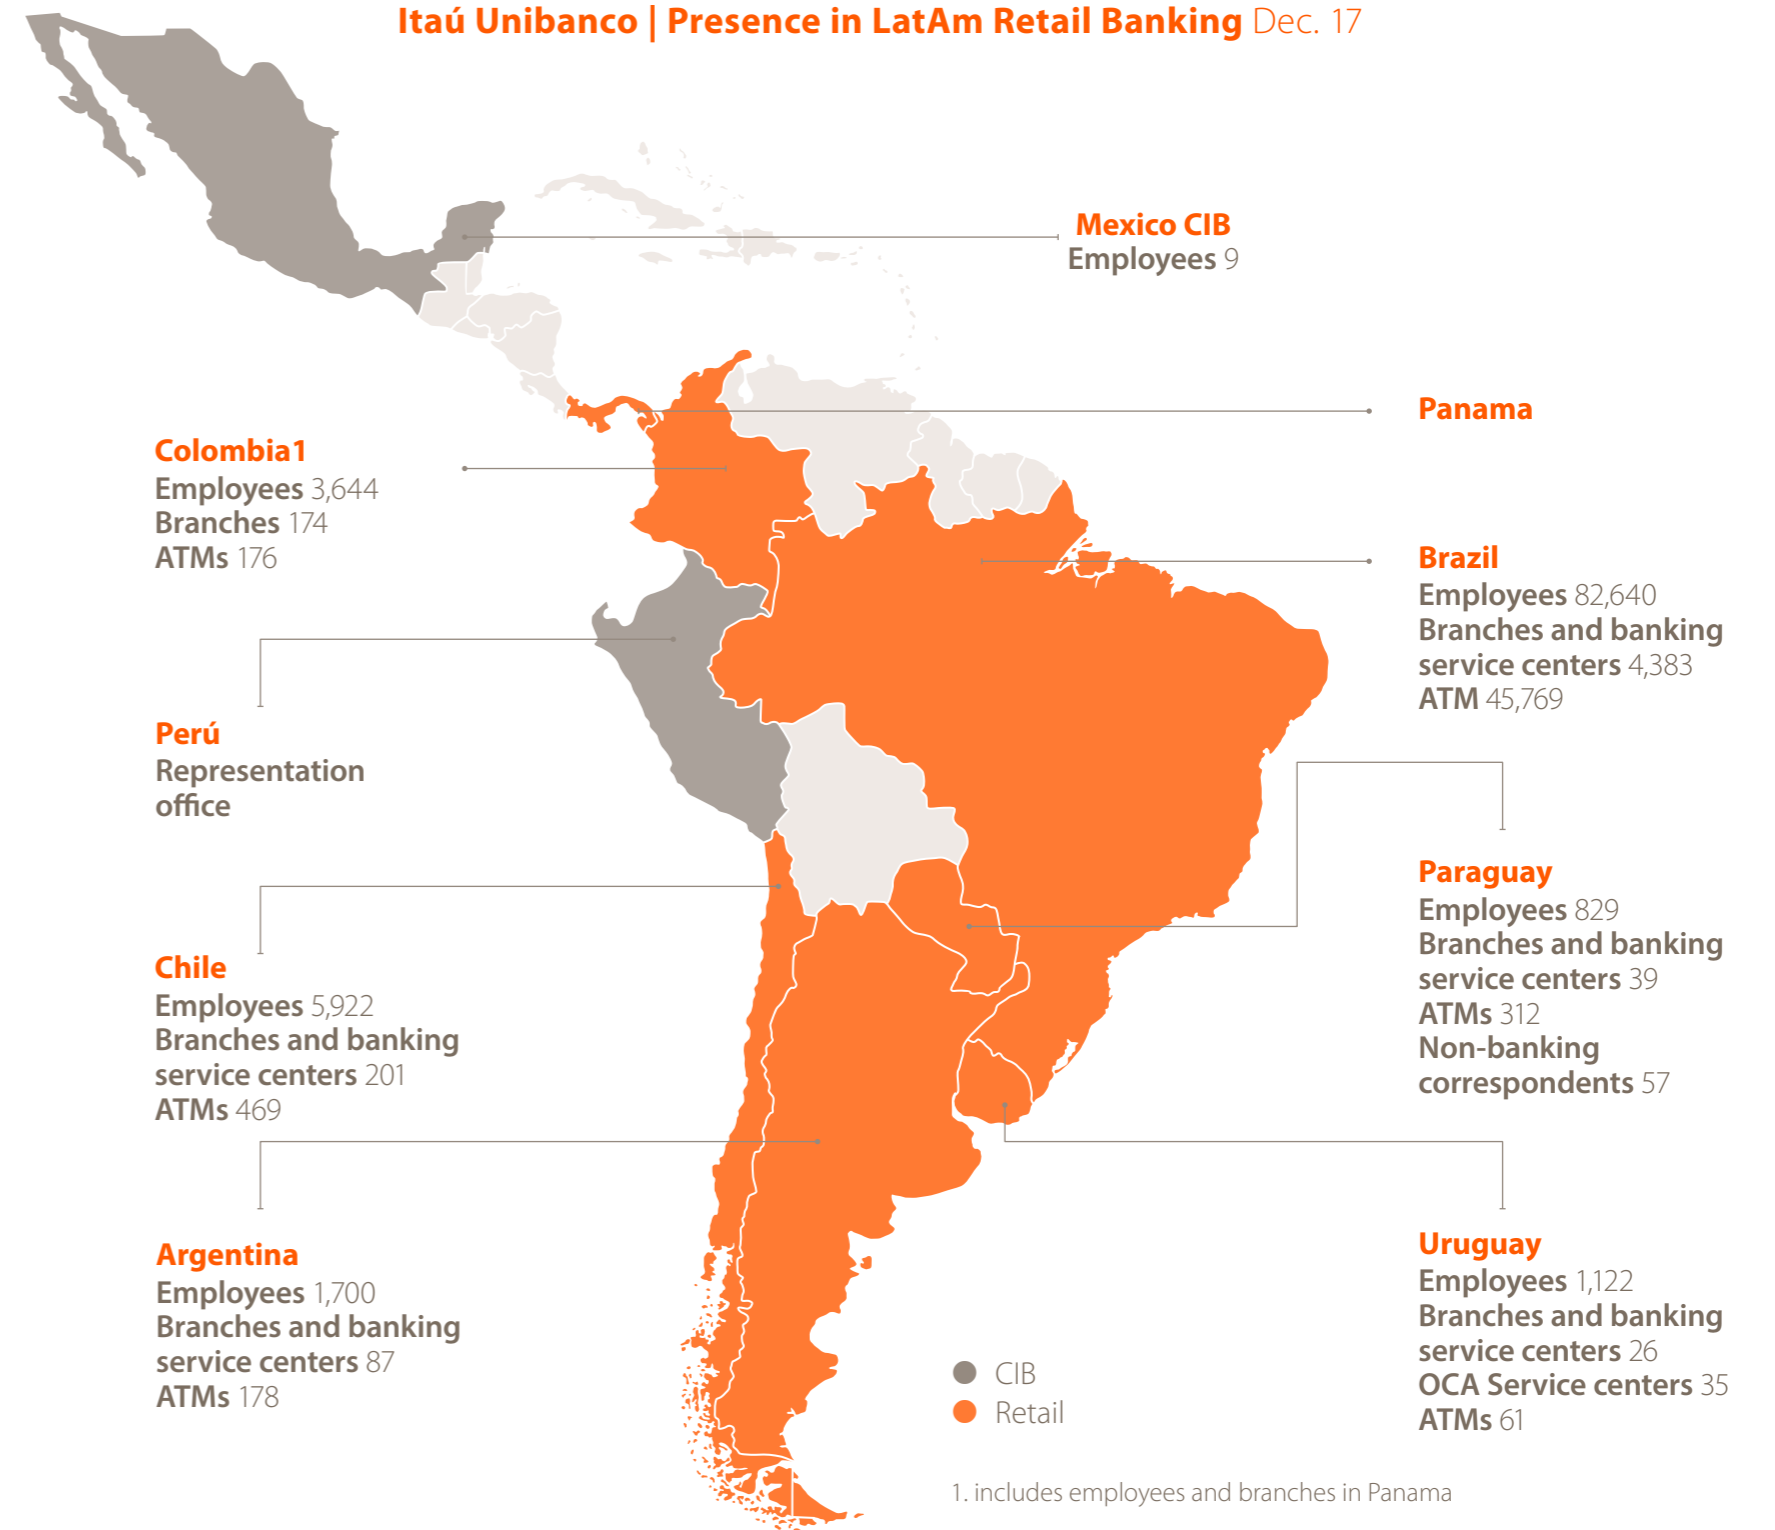 Itaú Unibanco | Presence in LatAm Retail Banking Dec. 17
Mexico CIB
Employees 9
Panama
Colombia1
Employees 3,644
Branches 174
ATMs 176
Brazil
Employees 82,640
Branches and banking
service centers 4,383
ATM 45,769
Perú
Representation
office
Paraguay
Employees 829
Branches and banking
service centers 39
ATMs 312
Non-banking
correspondents 57
Chile
Employees 5,922
Branches and banking
service centers 201
ATMs 469
Argentina
Employees 1,700
Branches and banking
service centers 87
ATMs 178
Uruguay
Employees 1,122
Branches and banking
service centers 26
OCA Service centers 35
ATMs 61
CIB
Retail
1. includes employees and branches in Panama